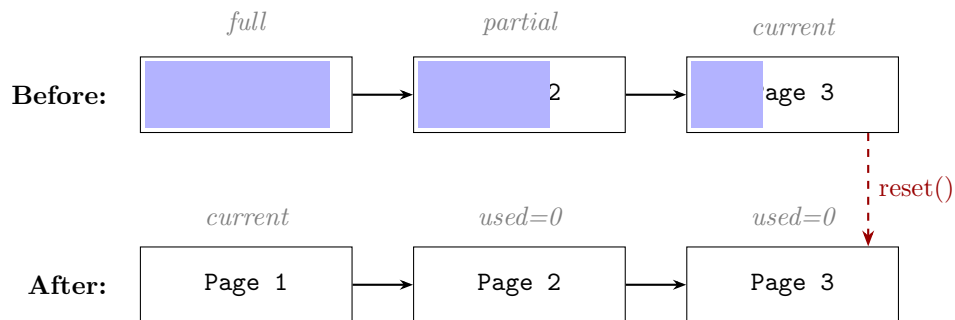 full partial current
Before: 2 age 3
reset()
current used=0 used=0
After: Page 1 Page 2 Page 3